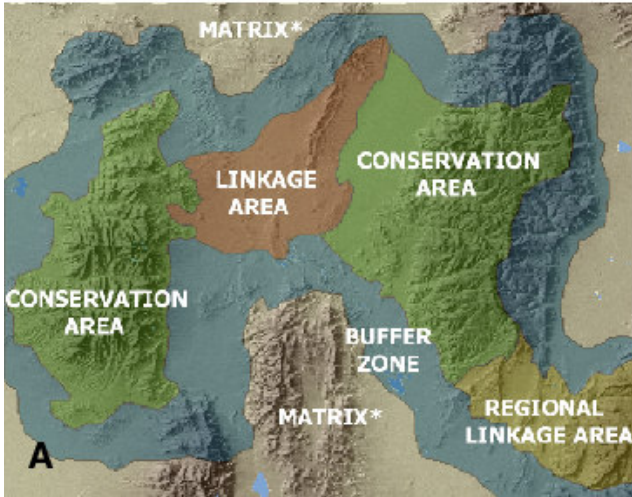 MATRIX*
LINKAGE
AREA
CONSERVATION
AREA
CONSERVATION
AREA
BUFFER
ZONE
MATRIX*
REGIONAL
LINKAGE AREA
A